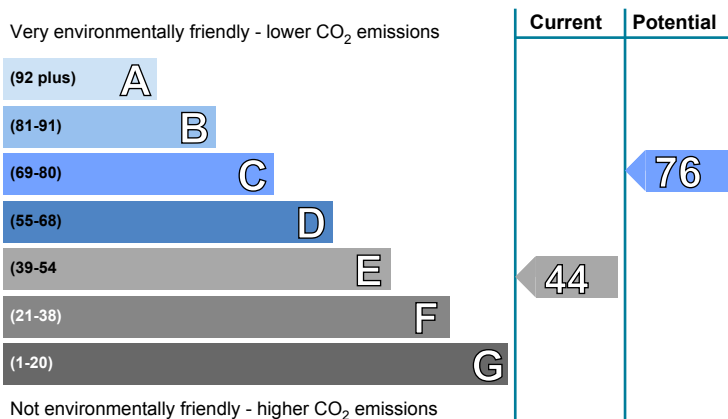 Current Potential
Very environmentally friendly - lower CO2 emissions
(92 plus) A
(81-91) B
(69-80) C
76
(55-68) D
(39-54 E
44
(21-38) F
(1-20) G
Not environmentally friendly - higher CO2 emissions